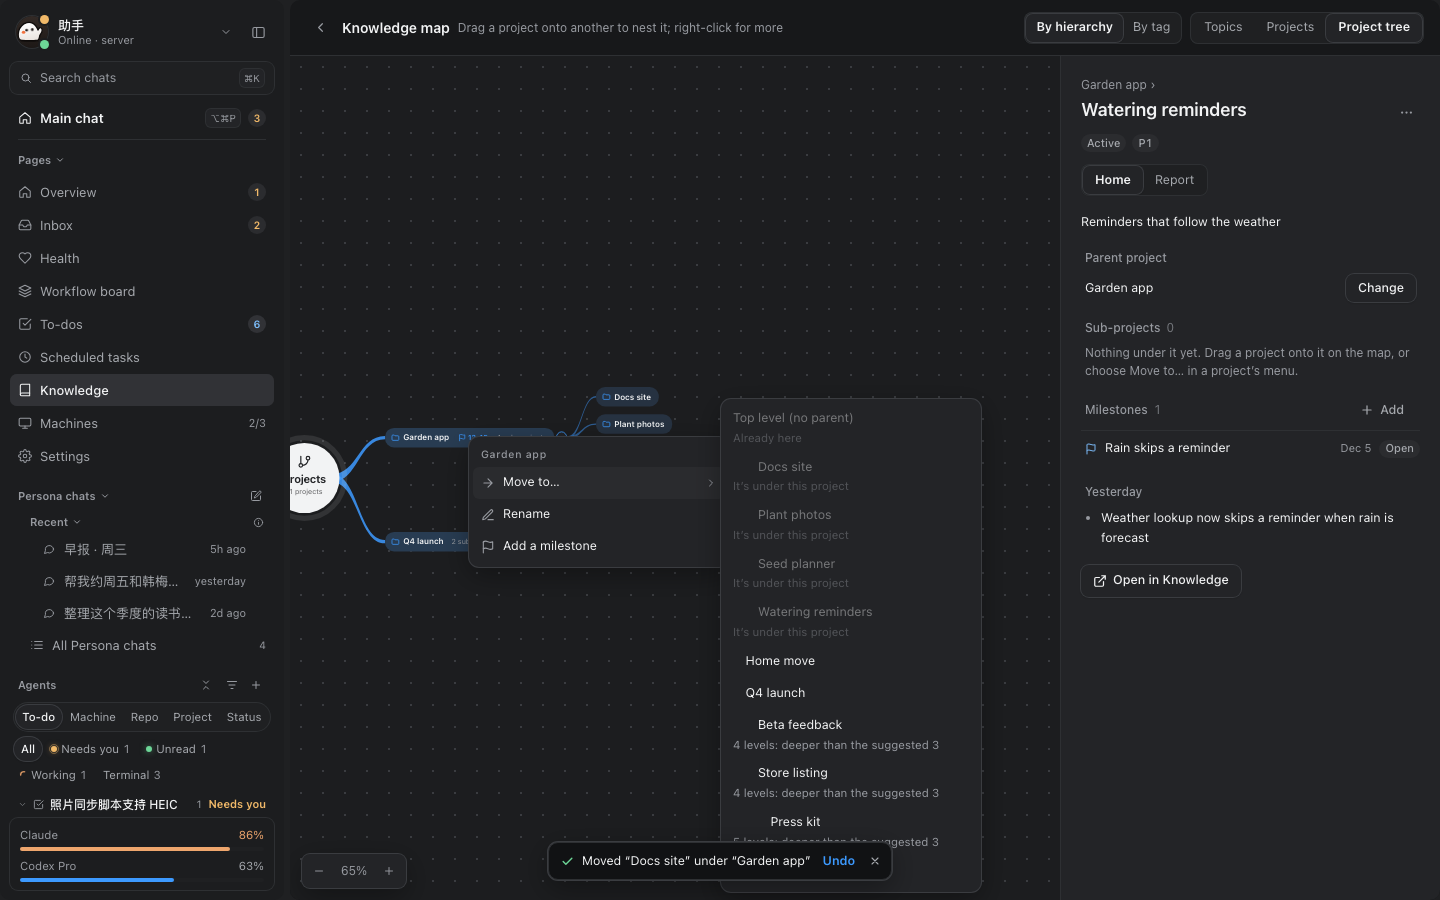 助手
Online · server
Search chats
⌘K
Main chat
⌥⌘P
3
Pages
Overview
1
Inbox
2
Health
Workflow board
To-dos
6
Scheduled tasks
Knowledge
Machines
2/3
Settings
Persona chats
Recent
早报 · 周三
5h ago
帮我约周五和韩梅...
yesterday
整理这个季度的读书...
2d ago
All Persona chats
4
Agents
To-do
Machine
Repo
Project
Status
All
Needs you 1
Unread 1
Working 1
Terminal 3
照片同步脚本支持 HEIC
1 Needs you
Claude
86%
Codex Pro
63%
Knowledge map
Drag a project onto another to nest it; right-click for more
By hierarchy
By tag
Topics
Projects
Project tree
rojects
projects
Garden app
Docs site
Plant photos
Q4 launch
2 sub
Garden app
Move to...
Rename
Add a milestone
Top level (no parent)
Already here
Docs site
It's under this project
Plant photos
It's under this project
Seed planner
It's under this project
Watering reminders
It's under this project
Home move
Q4 launch
Beta feedback
4 levels: deeper than the suggested 3
Store listing
4 levels: deeper than the suggested 3
Press kit
65%
Moved “Docs site” under “Garden app”
Undo
Garden app ›
Watering reminders
Active
P1
Home
Report
Reminders that follow the weather
Parent project
Garden app
Change
Sub-projects 0
Nothing under it yet. Drag a project onto it on the map, or
choose Move to... in a project's menu.
Milestones 1
Add
Rain skips a reminder
Dec 5
Open
Yesterday
Weather lookup now skips a reminder when rain is
forecast
Open in Knowledge